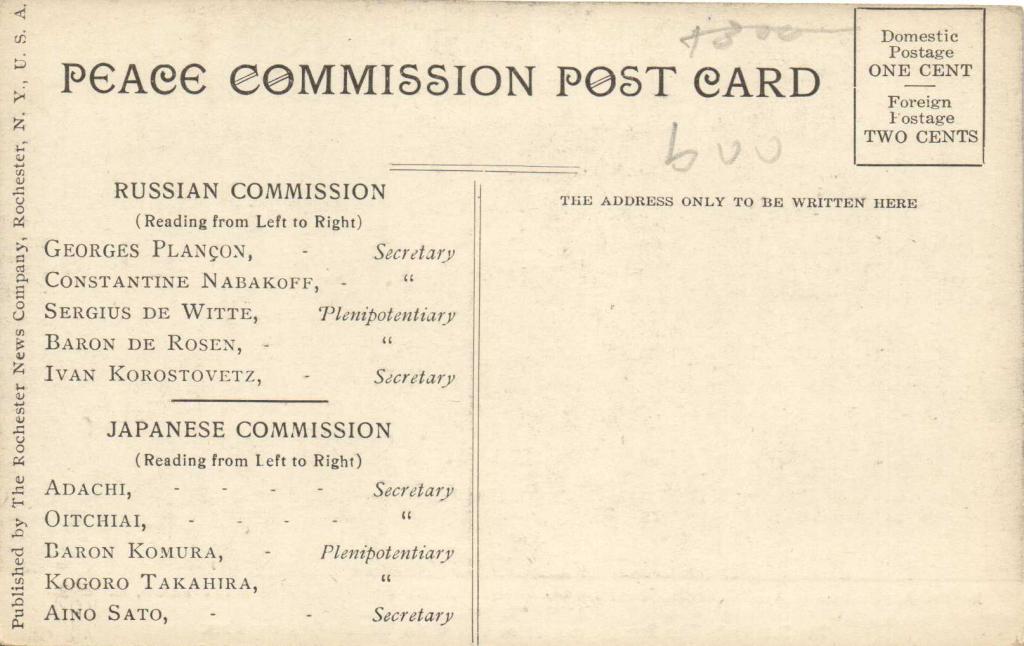 Published by The Rochester News Company, Rochester, N. Y., U. S. A.
PEACE COMMISSION POST CARD
Domestic
Postage
ONE CENT
Foreign
Postage
TWO CENTS
600
RUSSIAN COMMISSION
(Reading from Left to Right)
GEORGES PLANÇON, - Secretary
CONSTANTINE NABAKOFF, - "
SERGIUS DE WITTE, Plenipotentiary
BARON DE ROSEN, - "
IVAN KOROSTOVETZ, - Secretary
JAPANESE COMMISSION
(Reading from Left to Right)
ADACHI, - - - - Secretary
OITCHIAI, - - - - "
BARON KOMURA, - Plenipotentiary
KOGORO TAKAHIRA, "
AINO SATO, - - Secretary
THE ADDRESS ONLY TO BE WRITTEN HERE